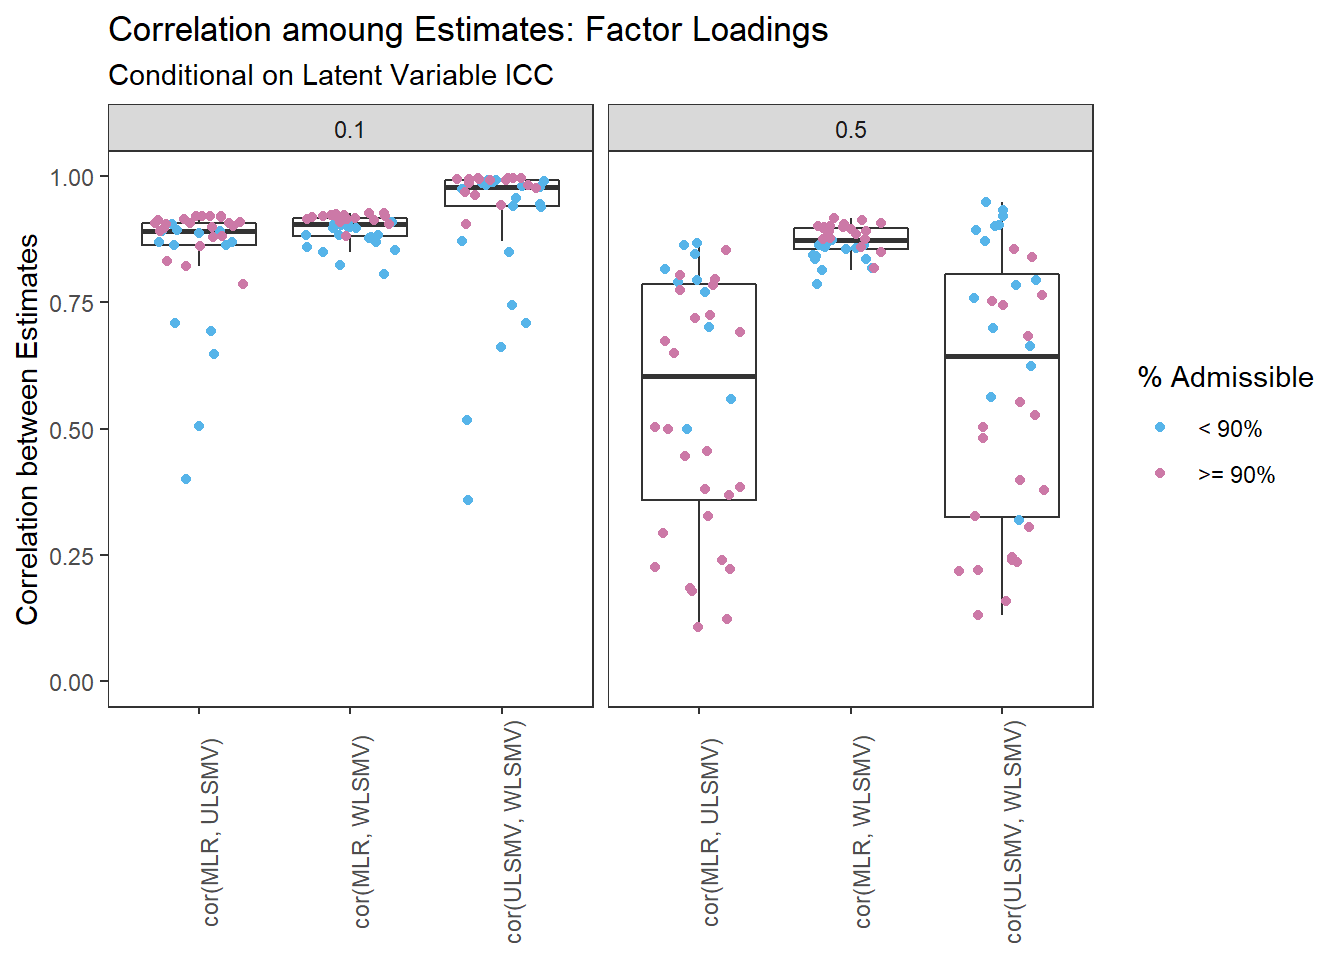 Correlation amoung Estimates: Factor Loadings
Conditional on Latent Variable ICC
0.1
0.5
Correlation between Estimates
1.00
0.75
0.50
0.25
0.00
cor(MLR, ULSMV)
cor(MLR, WLSMV)
cor(ULSMV, WLSMV)
cor(MLR, ULSMV)
cor(MLR, WLSMV)
cor(ULSMV, WLSMV)
% Admissible
< 90%
>= 90%